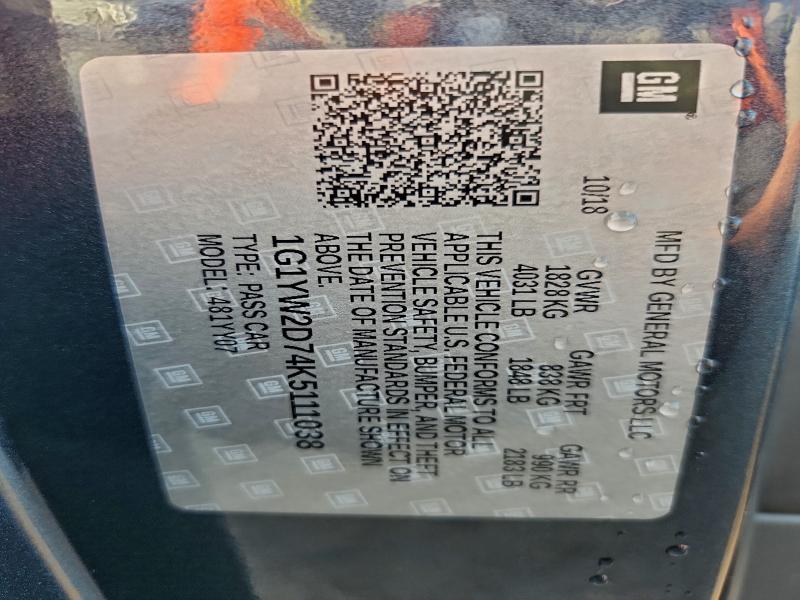 GM
MFD BY GENERAL MOTORS LLC
10/18
GVWR GAWR FRT GAWR RR
1828 KG 838 KG 990 KG
4031 LB 1848 LB 2183 LB
THIS VEHICLE CONFORMS TO ALL
APPLICABLE U.S. FEDERAL MOTOR
VEHICLE SAFETY, BUMPER, AND THEFT
PREVENTION STANDARDS IN EFFECT ON
THE DATE OF MANUFACTURE SHOWN
ABOVE.
1G1YW2D74K5111038
TYPE: PASS CAR
MODEL: 481YY07